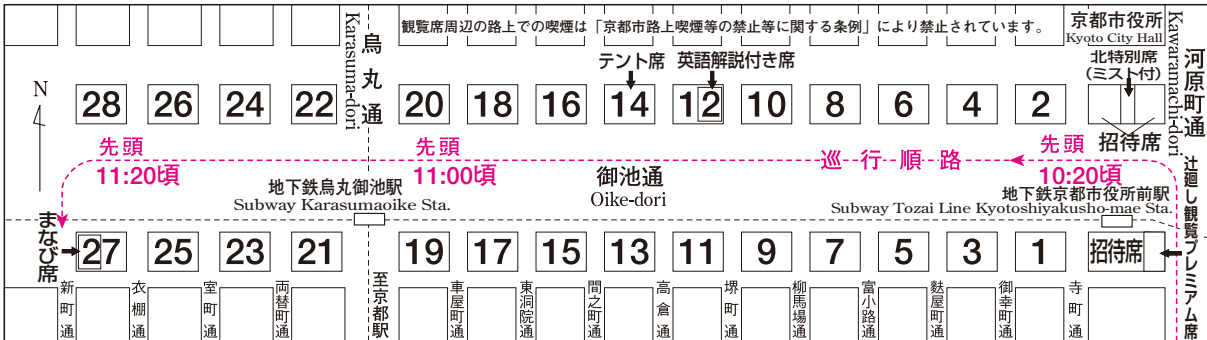 観覧席周辺の路上での喫煙は「京都市路上喫煙等の禁止等に関する条例」により禁止されています。
京都市役所
Kyoto City Hall
烏丸通
Karasuma-dori
河原町通
Kawaramachi-dori
テント席
英語解説付き席
北特別席
(ミスト付)
N
28 26 24 22 20 18 16 14 12 10 8 6 4 2
招待席
先頭
11:20頃
先頭
11:00頃
巡行順路
先頭
10:20頃
御池通
Oike-dori
地下鉄烏丸御池駅
Subway Karasumaoike Sta.
地下鉄京都市役所前駅
Subway Tozai Line Kyotoshiyakusho-mae Sta.
まなび席
27 25 23 21 19 17 15 13 11 9 7 5 3 1
招待席
辻廻し観覧プレミアム席
新町通
衣棚通
室町通
両替町通
至京都駅
車屋町通
東洞院通
間之町通
高倉通
堺町通
柳馬場通
富小路通
麩屋町通
御幸町通
寺町通